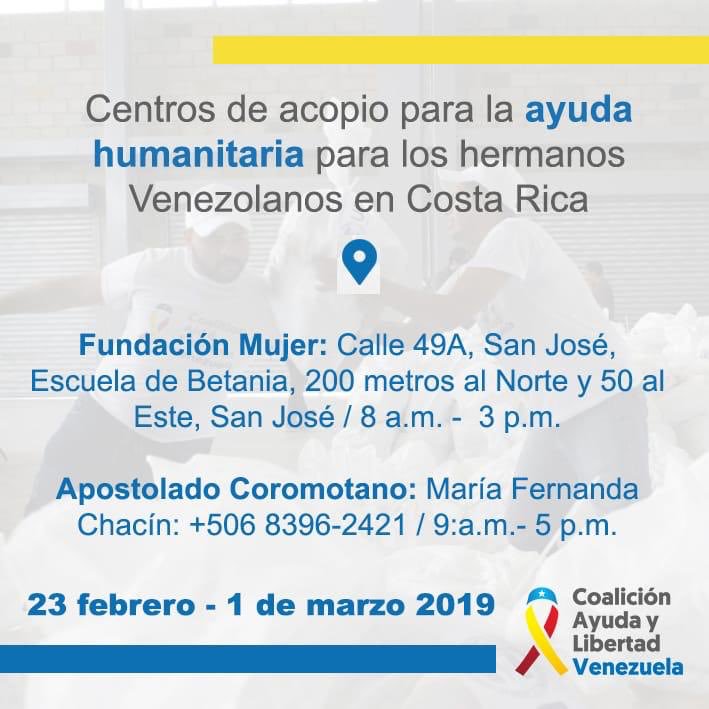 Centros de acopio para la ayuda
humanitaria para los hermanos
Venezolanos en Costa Rica
Fundación Mujer: Calle 49A, San José,
Escuela de Betania, 200 metros al Norte y 50 al
Este, San José / 8 a.m. - 3 p.m.
Apostolado Coromotano: María Fernanda
Chacín: +506 8396-2421 / 9:a.m.- 5 p.m.
23 febrero - 1 de marzo 2019
Coalición
Ayuda y
Libertad
Venezuela